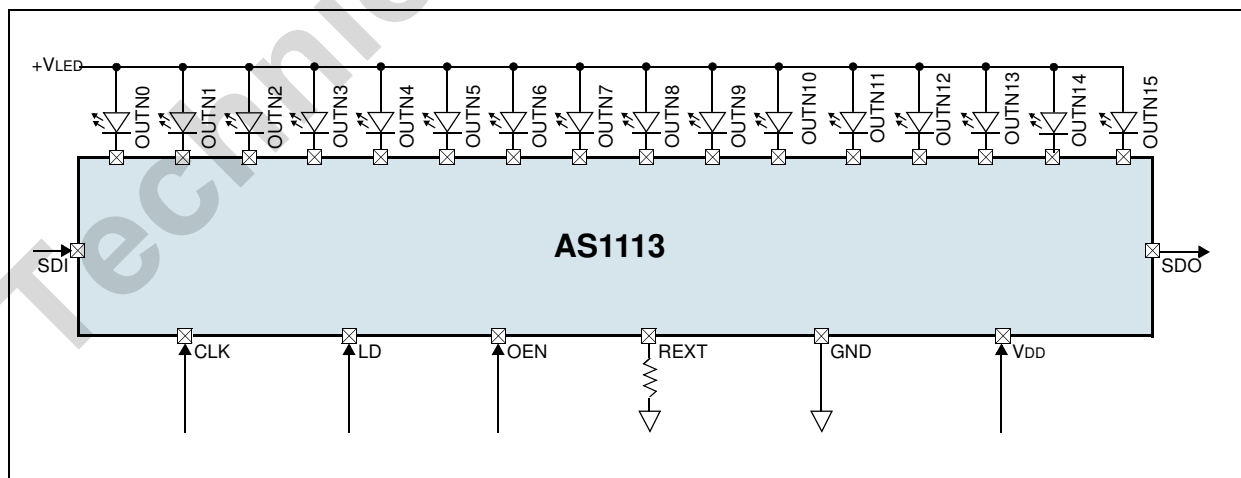 +VLED
OUTN0
OUTN1
OUTN2
OUTN3
OUTN4
OUTN5
OUTN6
OUTN7
OUTN8
OUTN9
OUTN10
OUTN11
OUTN12
OUTN13
OUTN14
OUTN15
AS1113
SDI
SDO
CLK
LD
OEN
REXT
GND
VDD
Technic